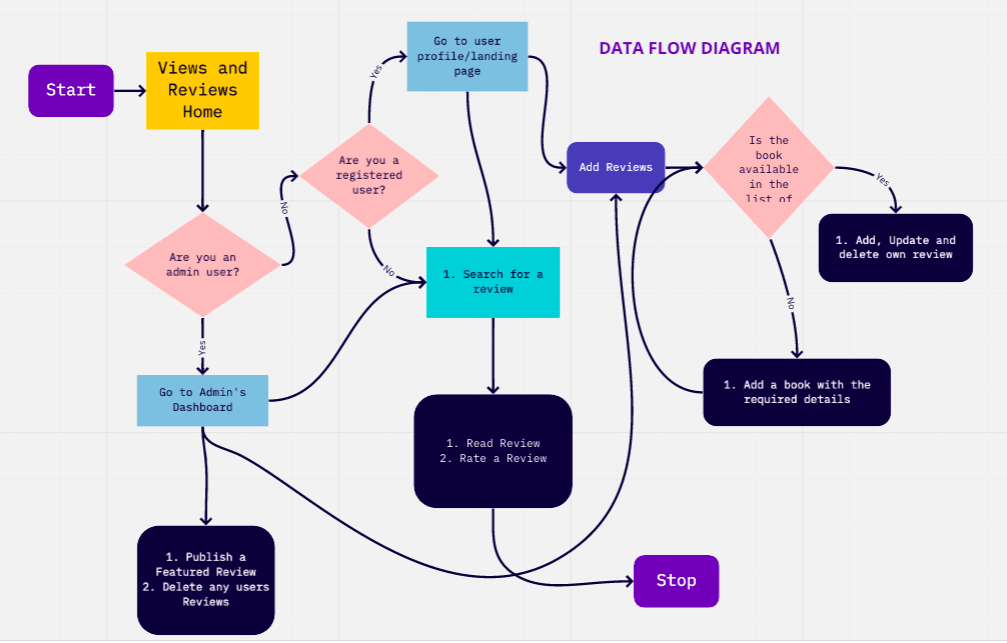 DATA FLOW DIAGRAM
Start
Views and
Reviews
Home
Go to user
profile/landing
page
Yes
Are you a
registered
user?
No
No
Are you an
admin user?
Yes
Go to Admin's
Dashboard
1. Publish a
Featured Review
2. Delete any users
Reviews
1. Search for a
review
1. Read Review
2. Rate a Review
Stop
Add Reviews
Is the
book
available
in the
list of
Yes
1. Add, Update and
delete own review
No
1. Add a book with the
required details